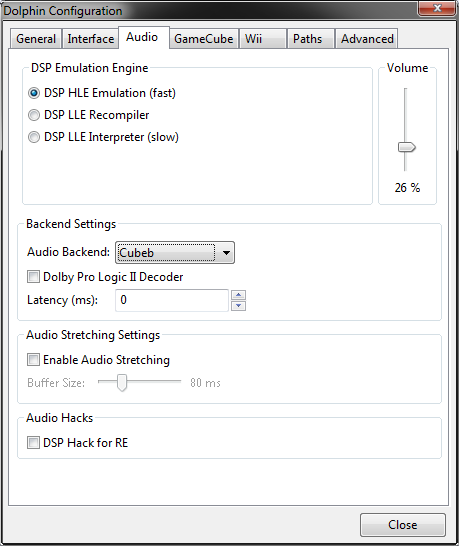 Dolphin Configuration
General Interface Audio GameCube Wii Paths Advanced
DSP Emulation Engine
DSP HLE Emulation (fast)
DSP LLE Recompiler
DSP LLE Interpreter (slow)
Volume
26 %
Backend Settings
Audio Backend: Cubeb
Dolby Pro Logic II Decoder
Latency (ms): 0
Audio Stretching Settings
Enable Audio Stretching
Buffer Size: 80 ms
Audio Hacks
DSP Hack for RE
Close